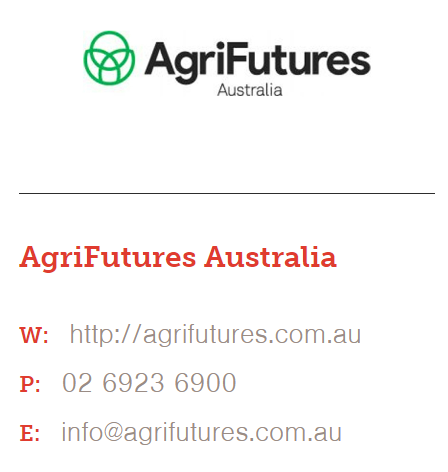 AgriFutures
Australia
AgriFutures Australia
W: http://agrifutures.com.au
P: 02 6923 6900
E: info@agrifutures.com.au